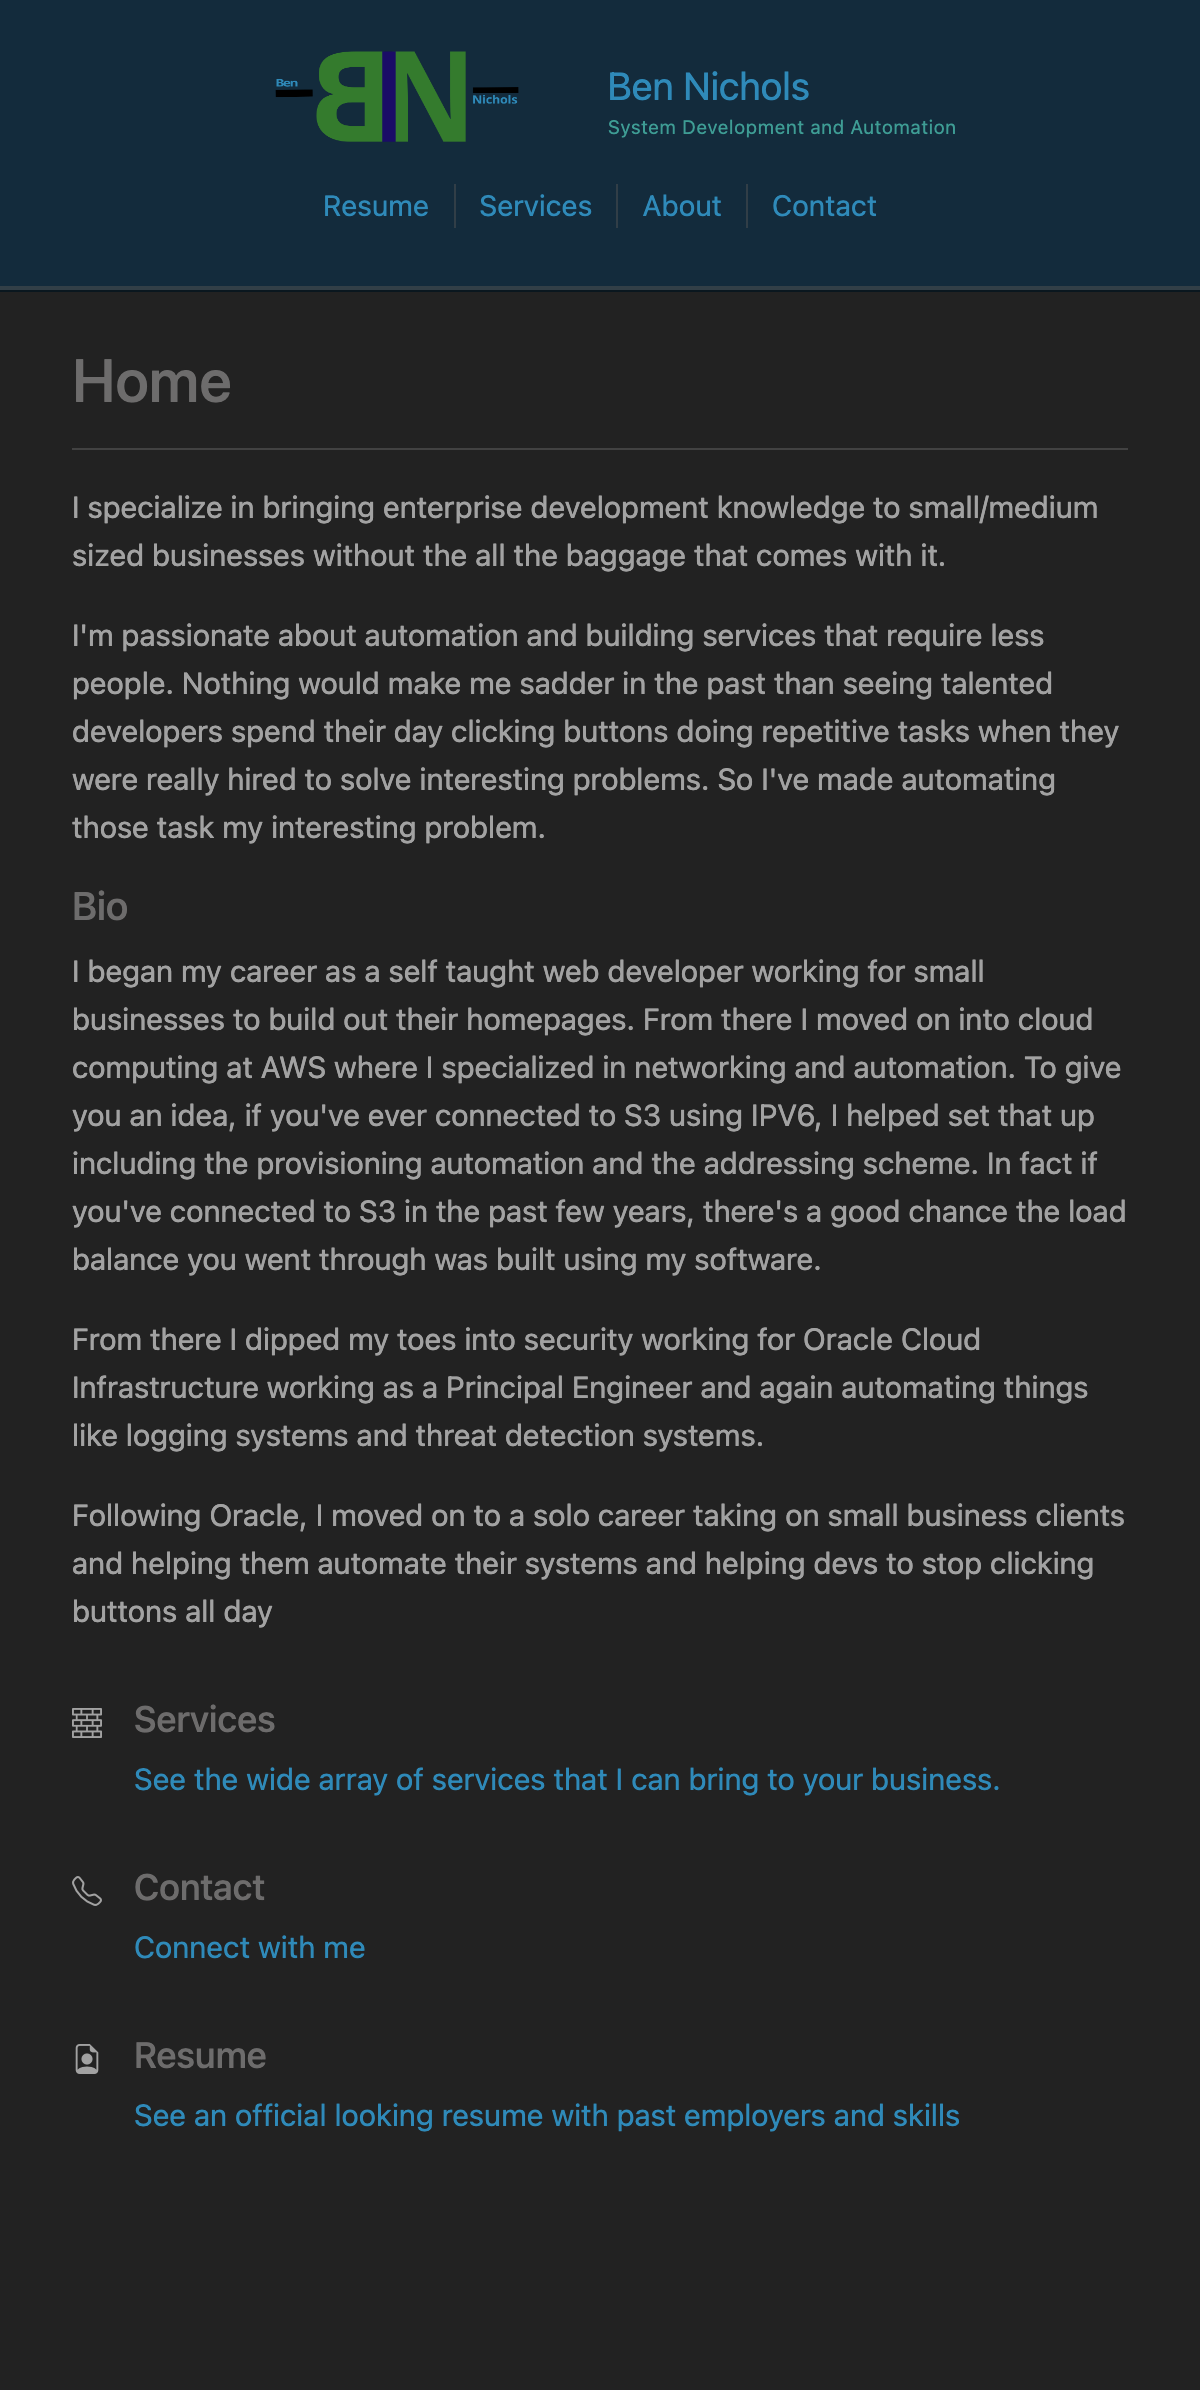 Ben
BN
Nichols
Ben Nichols
System Development and Automation
Resume
Services
About
Contact
Home
I specialize in bringing enterprise development knowledge to small/medium
sized businesses without the all the baggage that comes with it.
I'm passionate about automation and building services that require less
people. Nothing would make me sadder in the past than seeing talented
developers spend their day clicking buttons doing repetitive tasks when they
were really hired to solve interesting problems. So I've made automating
those task my interesting problem.
Bio
I began my career as a self taught web developer working for small
businesses to build out their homepages. From there I moved on into cloud
computing at AWS where I specialized in networking and automation. To give
you an idea, if you've ever connected to S3 using IPV6, I helped set that up
including the provisioning automation and the addressing scheme. In fact if
you've connected to S3 in the past few years, there's a good chance the load
balance you went through was built using my software.
From there I dipped my toes into security working for Oracle Cloud
Infrastructure working as a Principal Engineer and again automating things
like logging systems and threat detection systems.
Following Oracle, I moved on to a solo career taking on small business clients
and helping them automate their systems and helping devs to stop clicking
buttons all day
Services
See the wide array of services that I can bring to your business.
Contact
Connect with me
Resume
See an official looking resume with past employers and skills